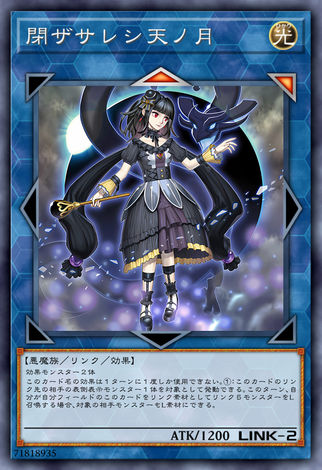 閉ザサレシ天ノ月
光
【悪魔族／リンク／効果】
効果モンスター２体
このカード名の効果は１ターンに１度しか使用できない。①：このカードのリン
ク先の相手の表側表示モンスター１体を対象として発動できる。このターン、自
分が自分フィールドのこのカードをリンク素材としてリンク５モンスターをL
召喚する場合、対象の相手モンスターもL素材にできる。
ATK/1200 LINK-2
71818935